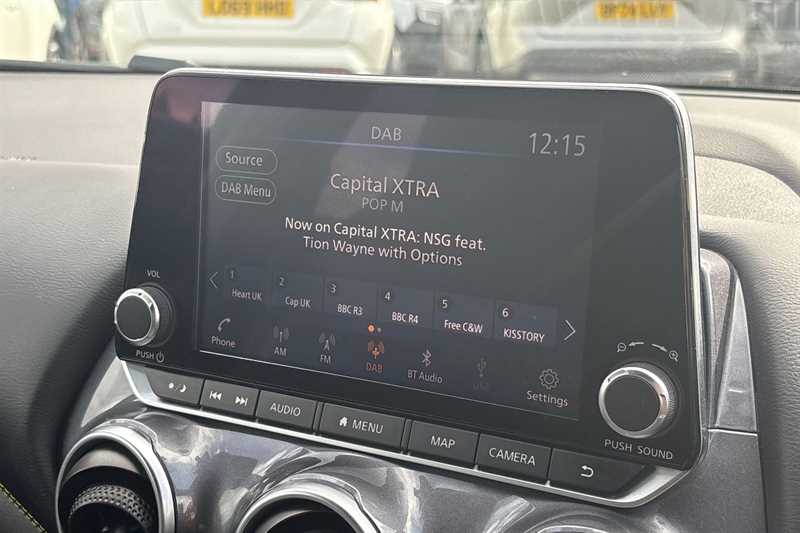 DAB
12:15
Source
DAB Menu
Capital XTRA
POP M
Now on Capital XTRA: NSG feat.
Tion Wayne with Options
1 Heart UK
2 Cap UK
3 BBC R3
4 BBC R4
5 Free C&W
6 KISSTORY
Phone
AM
FM
DAB
BT Audio
Settings
VOL
PUSH
PUSH SOUND
AUDIO
MENU
MAP
CAMERA